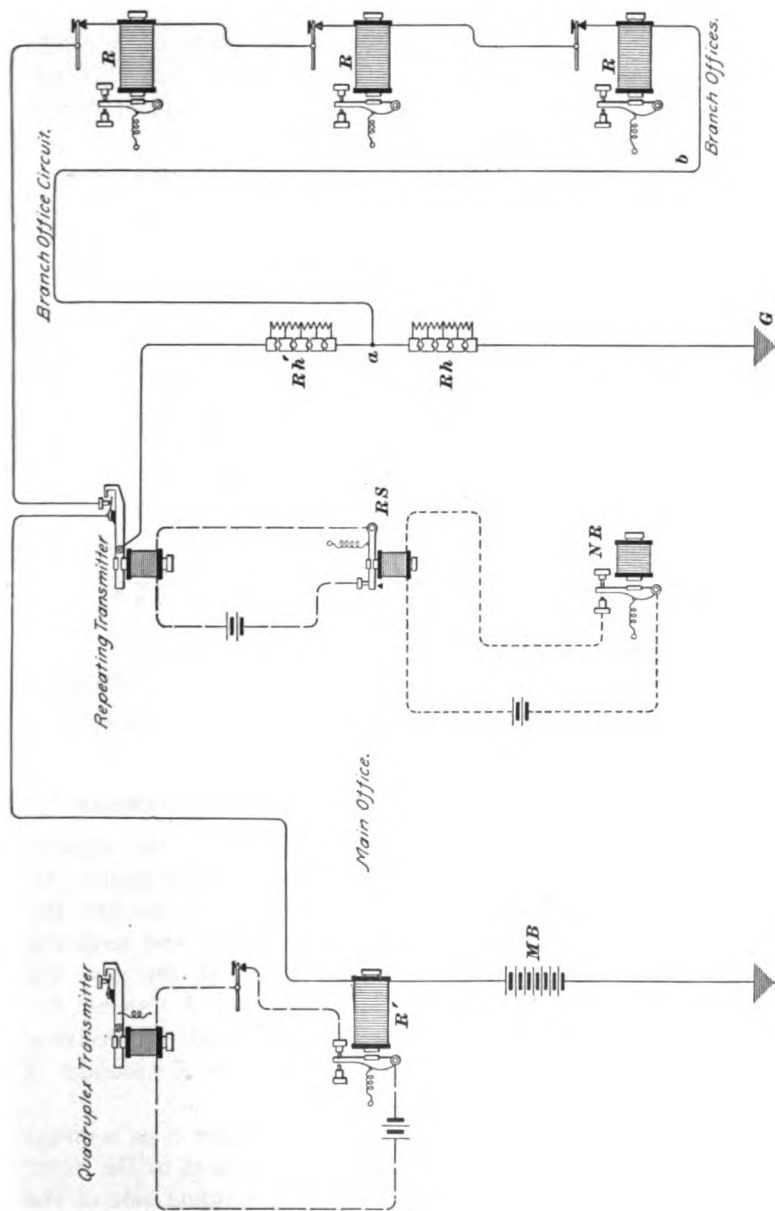 Branch Office Circuit.
R
R
R
Branch Offices.
b
Rh'
a
Rh
G
Repeating Transmitter
RS
NR
Main Office.
Quadruplex Transmitter
R'
MB